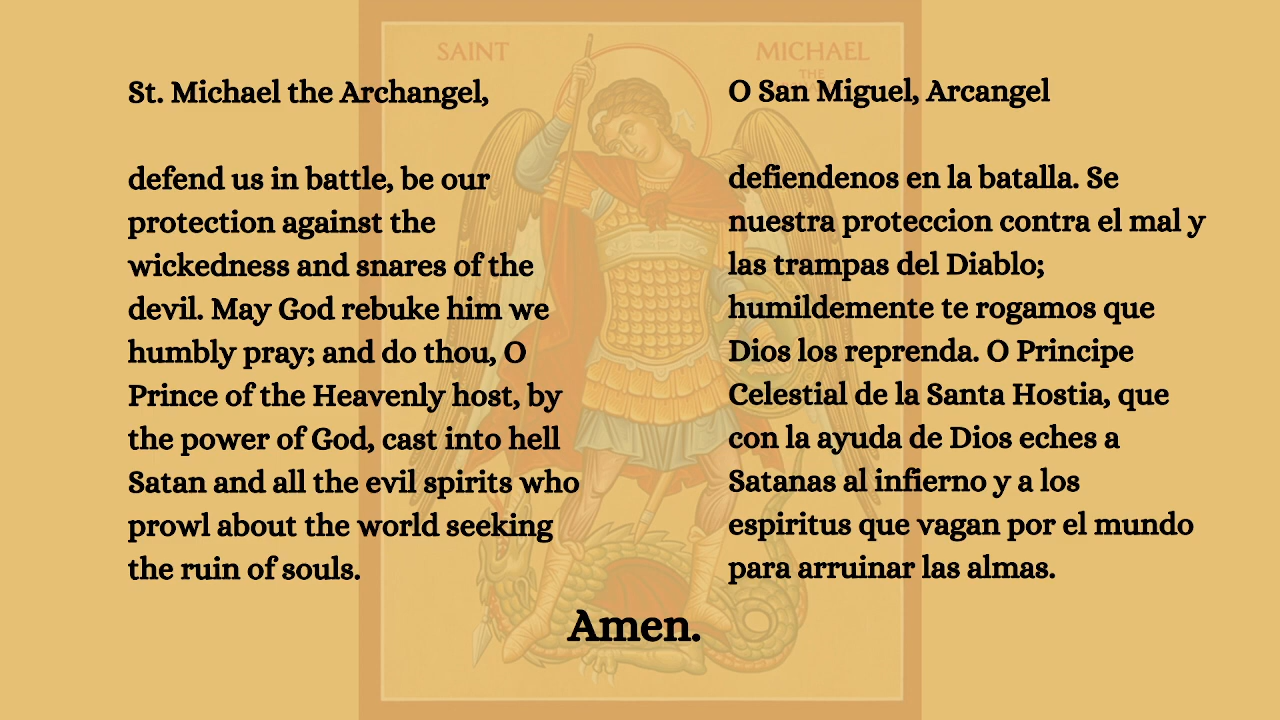 SAINT MICHAEL
THE
St. Michael the Archangel,
defend us in battle, be our
protection against the
wickedness and snares of the
devil. May God rebuke him we
humbly pray; and do thou, O
Prince of the Heavenly host, by
the power of God, cast into hell
Satan and all the evil spirits who
prowl about the world seeking
the ruin of souls.
O San Miguel, Arcangel
defiendenos en la batalla. Se
nuestra proteccion contra el mal y
las trampas del Diablo;
humildemente te rogamos que
Dios los reprenda. O Principe
Celestial de la Santa Hostia, que
con la ayuda de Dios eches a
Satanas al infierno y a los
espiritus que vagan por el mundo
para arruinar las almas.
Amen.